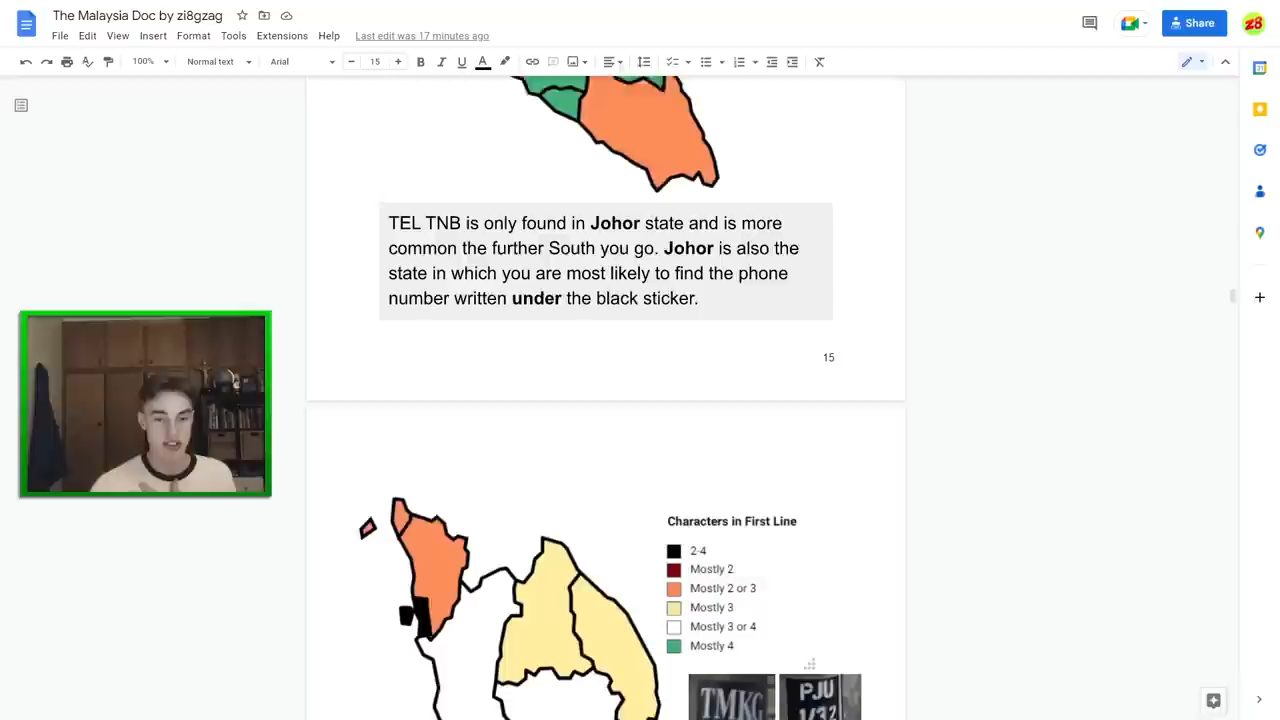 The Malaysia Doc by zi8gzag
z8
Share
File Edit View Insert Format Tools Extensions Help Last edit was 17 minutes ago
100% Normal text Arial 15 B I U A
TEL TNB is only found in Johor state and is more
common the further South you go. Johor is also the
state in which you are most likely to find the phone
number written under the black sticker.
15
Characters in First Line
2-4
Mostly 2
Mostly 2 or 3
Mostly 3
Mostly 3 or 4
Mostly 4
TMKG
PJU
1/32